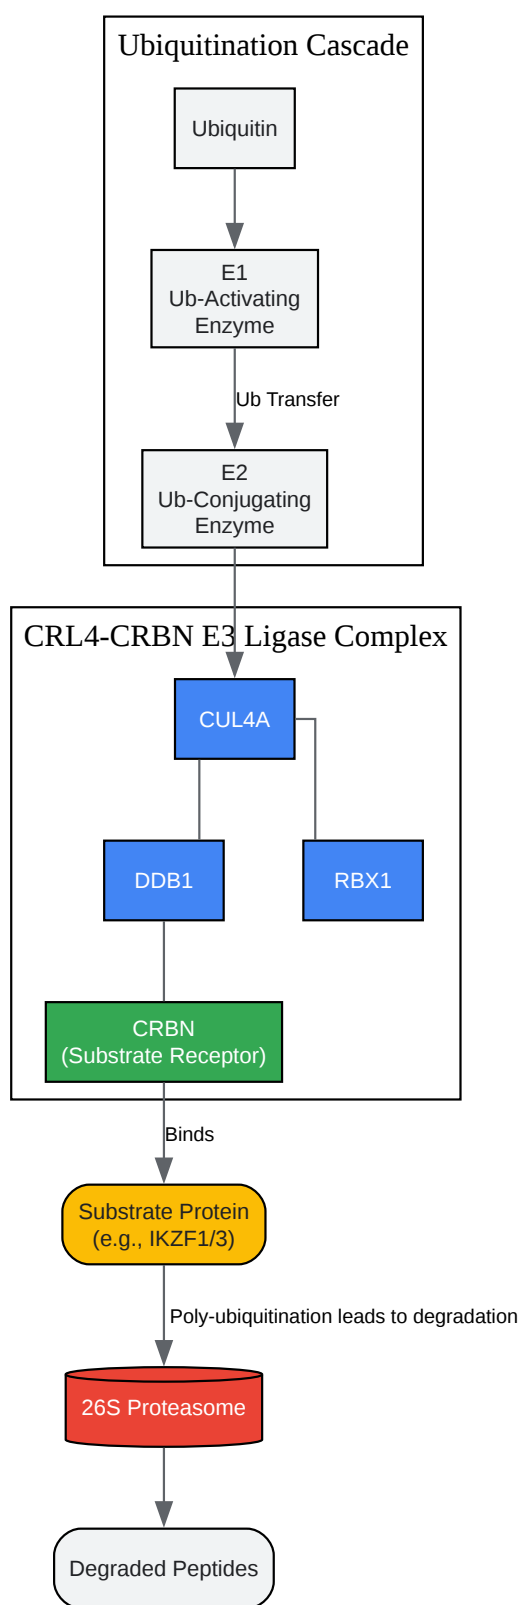 Ubiquitination Cascade
Ubiquitin
E1
Ub-Activating
Enzyme
Ub Transfer
E2
Ub-Conjugating
Enzyme
CRL4-CRBN E3 Ligase Complex
CUL4A
DDB1
RBX1
CRBN
(Substrate Receptor)
Binds
Substrate Protein
(e.g., IKZF1/3)
Poly-ubiquitination leads to degradation
26S Proteasome
Degraded Peptides